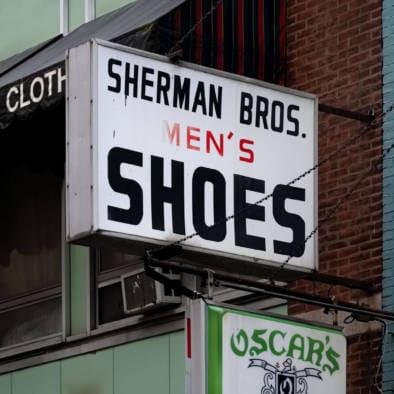 CLOTH
SHERMAN BROS.
MEN'S
SHOES
OSCAR'S